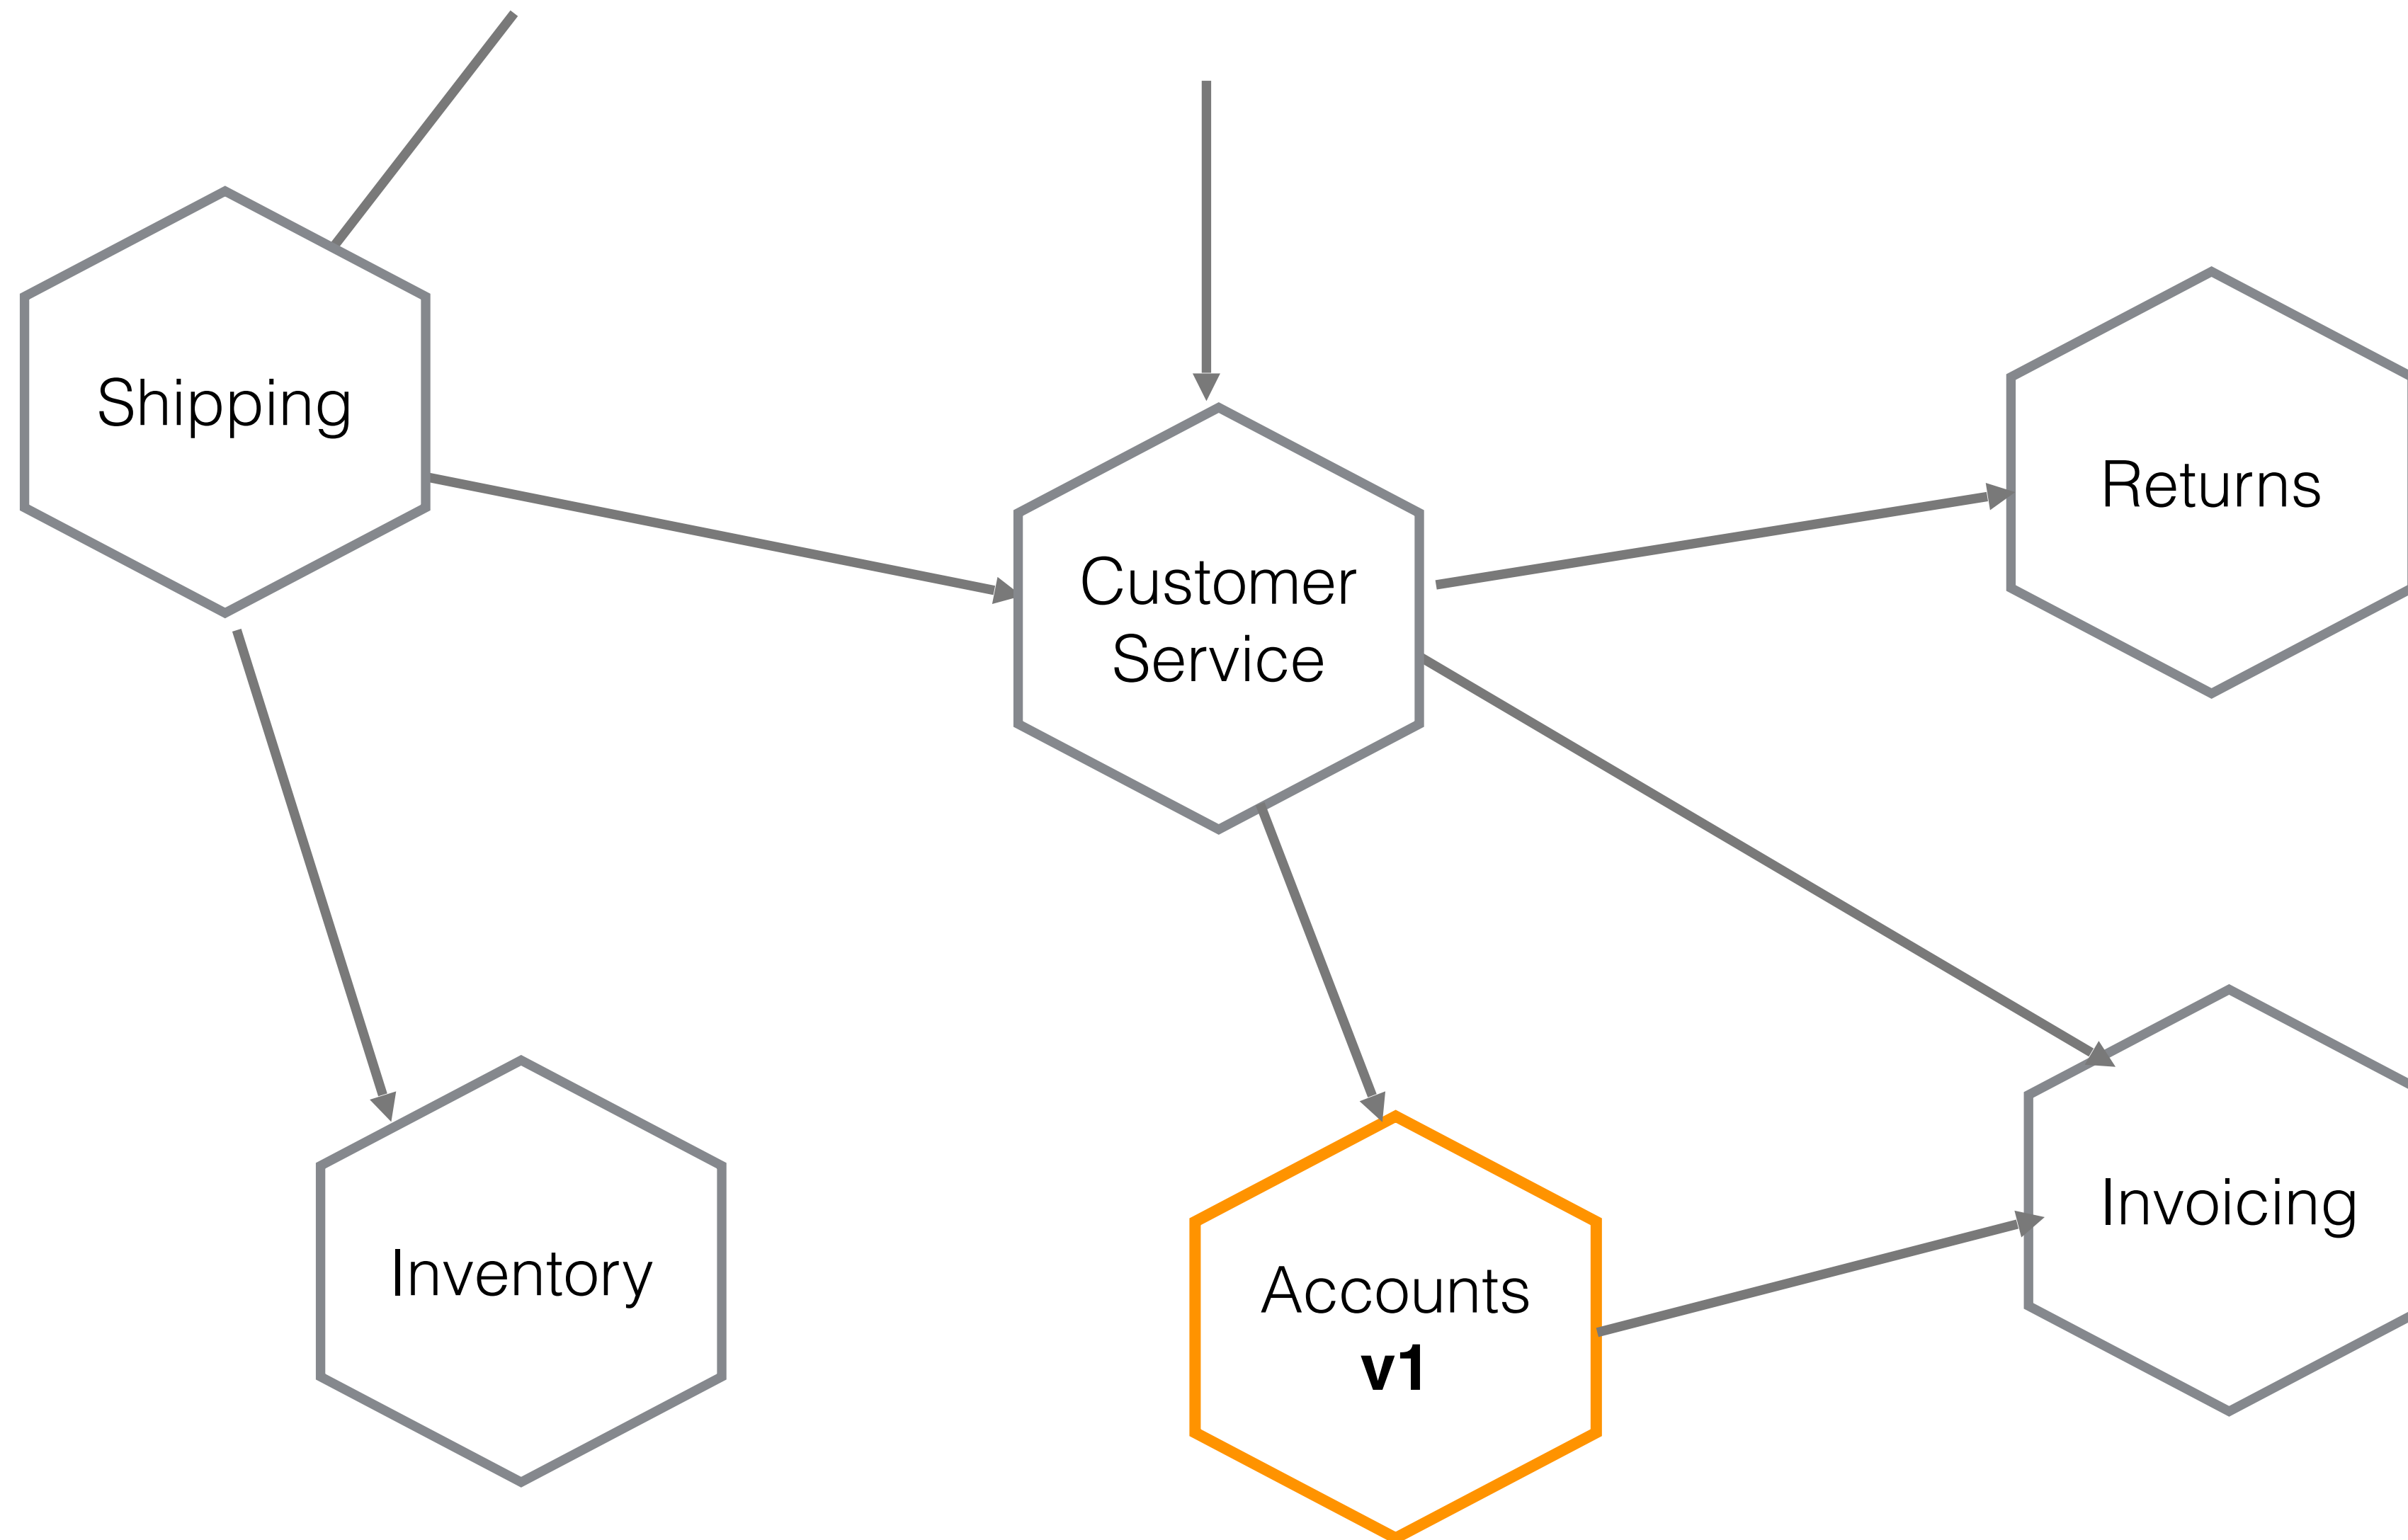 Shipping
Returns
Customer
Service
Invoicing
Inventory
Accounts
v1